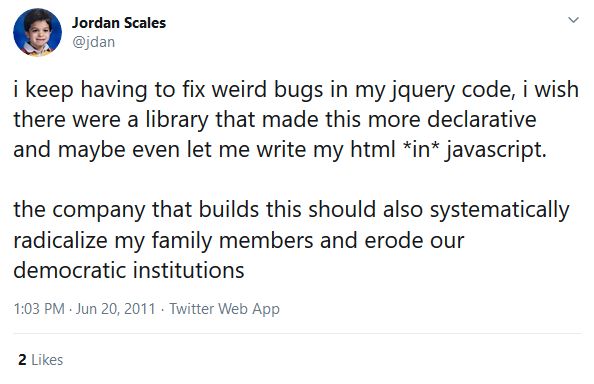 Jordan Scales
@jdan
i keep having to fix weird bugs in my jquery code, i wish
there were a library that made this more declarative
and maybe even let me write my html *in* javascript.
the company that builds this should also systematically
radicalize my family members and erode our
democratic institutions
1:03 PM · Jun 20, 2011 · Twitter Web App
2 Likes